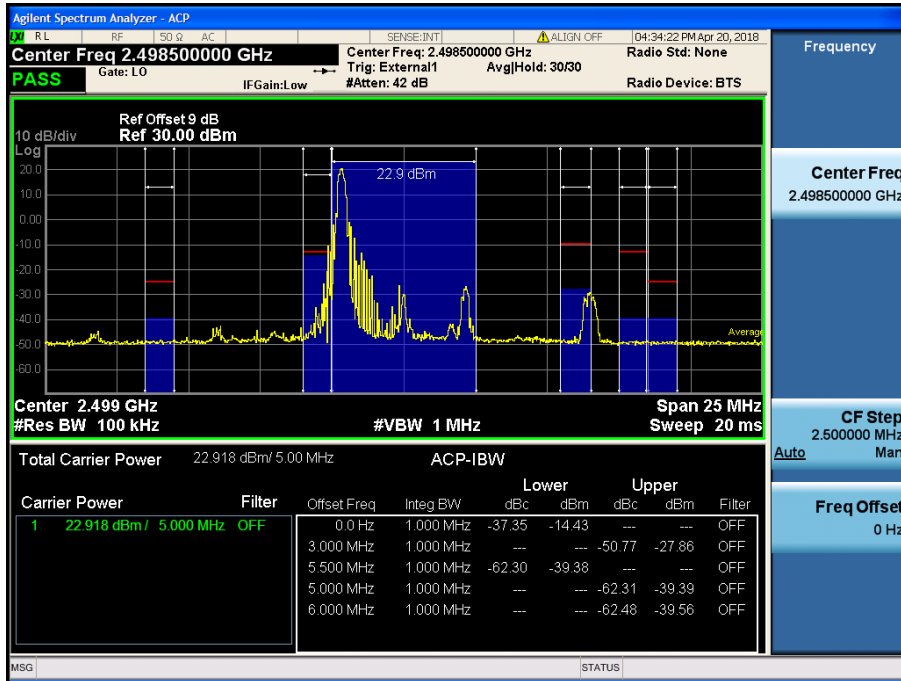 Agilent Spectrum Analyzer - ACP
LXI RL RF 50 Ω AC SENSE:INT ALIGN OFF 04:34:22 PM Apr 20, 2018
Center Freq 2.498500000 GHz
Center Freq: 2.498500000 GHz
Radio Std: None
Trig: External1 Avg|Hold: 30/30
PASS Gate: LO
IFGain:Low #Atten: 42 dB Radio Device: BTS
Ref Offset 9 dB
10 dB/div Ref 30.00 dBm
Log
20.0
22.9 dBm
10.0
0.00
-10.0
-20.0
-30.0
-40.0
Average
-50.0
-60.0
Center 2.499 GHz Span 25 MHz
#Res BW 100 kHz #VBW 1 MHz Sweep 20 ms
Total Carrier Power 22.918 dBm/ 5.00 MHz ACP-IBW
Lower Upper
Carrier Power Filter Offset Freq Integ BW dBc dBm dBc dBm Filter
1 22.918 dBm / 5.000 MHz OFF
0.0 Hz 1.000 MHz -37.35 -14.43 --- --- OFF
3.000 MHz 1.000 MHz --- --- -50.77 -27.86 OFF
5.500 MHz 1.000 MHz -62.30 -39.38 --- --- OFF
5.000 MHz 1.000 MHz --- --- -62.31 -39.39 OFF
6.000 MHz 1.000 MHz --- --- -62.48 -39.56 OFF
MSG STATUS
Frequency
Center Freq
2.498500000 GHz
CF Step
2.500000 MHz
Auto Man
Freq Offset
0 Hz